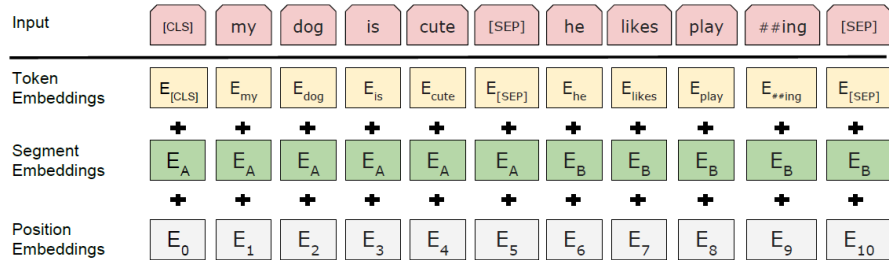 Input [CLS] my dog is cute [SEP] he likes play ##ing [SEP]
Token Embeddings E[CLS] Emy Edog Eis Ecute E[SEP] Ehe Elikes Eplay E##ing E[SEP]
+ + + + + + + + + + +
Segment Embeddings EA EA EA EA EA EA EB EB EB EB EB
+ + + + + + + + + + +
Position Embeddings E0 E1 E2 E3 E4 E5 E6 E7 E8 E9 E10